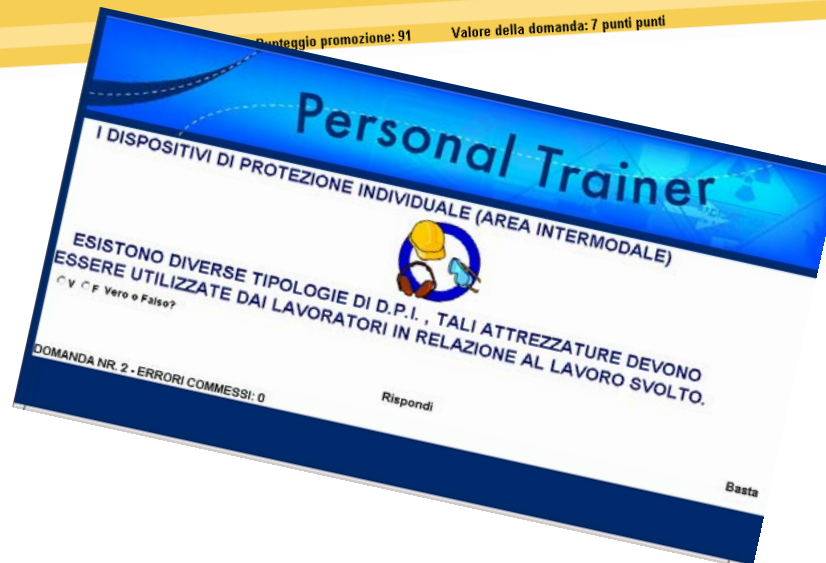 Punteggio promozione: 91 Valore della domanda: 7 punti punti
Personal Trainer
I DISPOSITIVI DI PROTEZIONE INDIVIDUALE (AREA INTERMODALE)
ESISTONO DIVERSE TIPOLOGIE DI D.P.I. , TALI ATTREZZATURE DEVONO
ESSERE UTILIZZATE DAI LAVORATORI IN RELAZIONE AL LAVORO SVOLTO.
V F Vero o Falso?
DOMANDA NR. 2 - ERRORI COMMESSI: 0
Rispondi
Basta